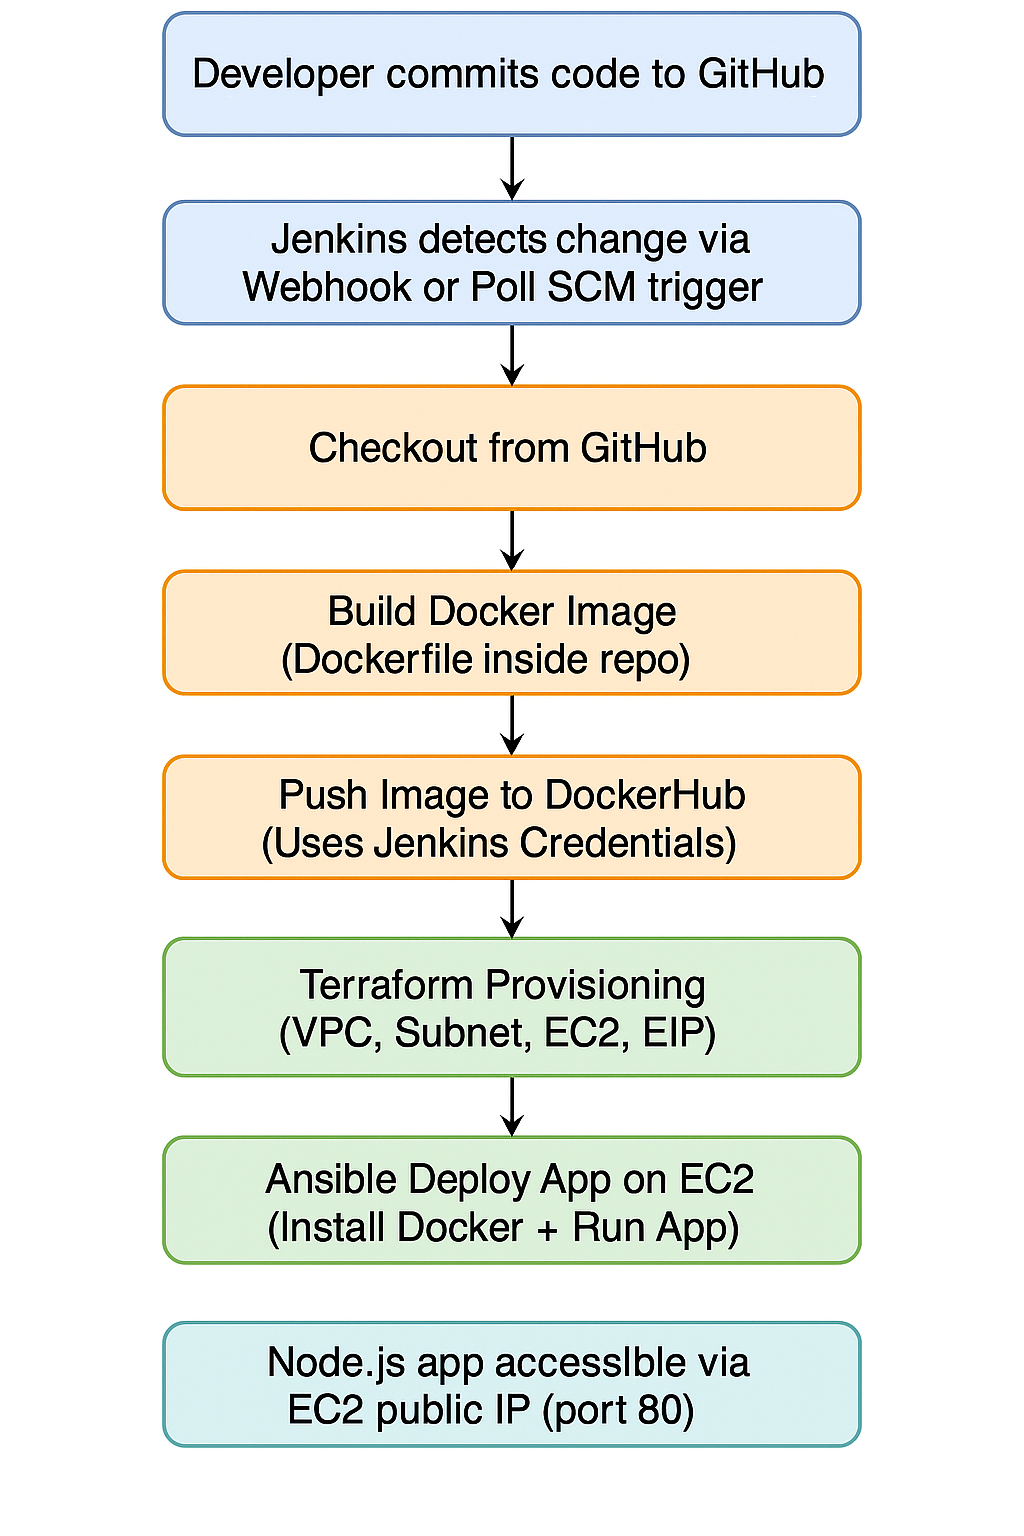 Developer commits code to GitHub
Jenkins detects change via
Webhook or Poll SCM trigger
Checkout from GitHub
Build Docker Image
(Dockerfile inside repo)
Push Image to DockerHub
(Uses Jenkins Credentials)
Terraform Provisioning
(VPC, Subnet, EC2, EIP)
Ansible Deploy App on EC2
(Install Docker + Run App)
Node.js app accesslble via
EC2 public IP (port 80)